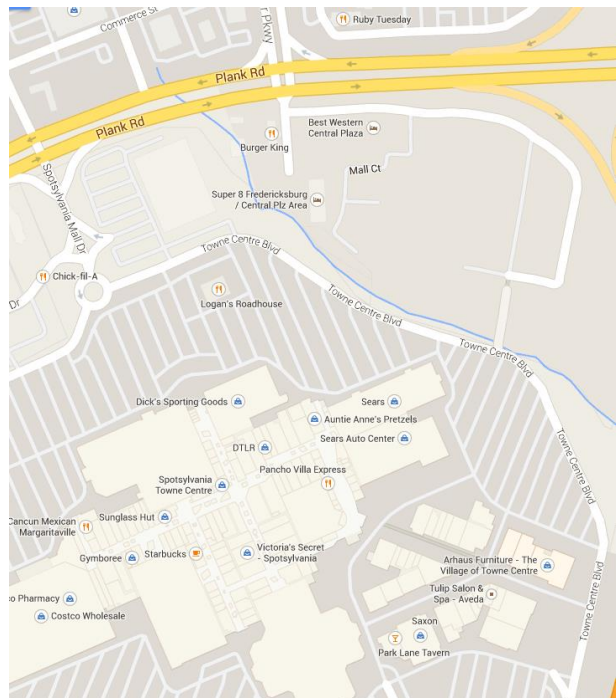 Commerce St
r Pkwy
Ruby Tuesday
Plank Rd
Plank Rd
Best Western
Central Plaza
Burger King
Mall Ct
Spotsylvania Mall Dr
Super 8 Fredericksburg
/ Central Plz Area
Towne Centre Blvd
Chick-fil-A
Dr
Logan's Roadhouse
Towne Centre Blvd
Towne Centre Blvd
Dick's Sporting Goods
Sears
Auntie Anne's Pretzels
DTLR
Sears Auto Center
Towne Centre Blvd
Pancho Villa Express
Spotsylvania
Towne Centre
Sunglass Hut
Cancun Mexican
Margaritaville
Gymboree
Starbucks
Victoria's Secret
- Spotsylvania
Arhaus Furniture - The
Village of Towne Centre
Tulip Salon &
Spa - Aveda
co Pharmacy
Costco Wholesale
Saxon
Park Lane Tavern
Towne Centre Blvd